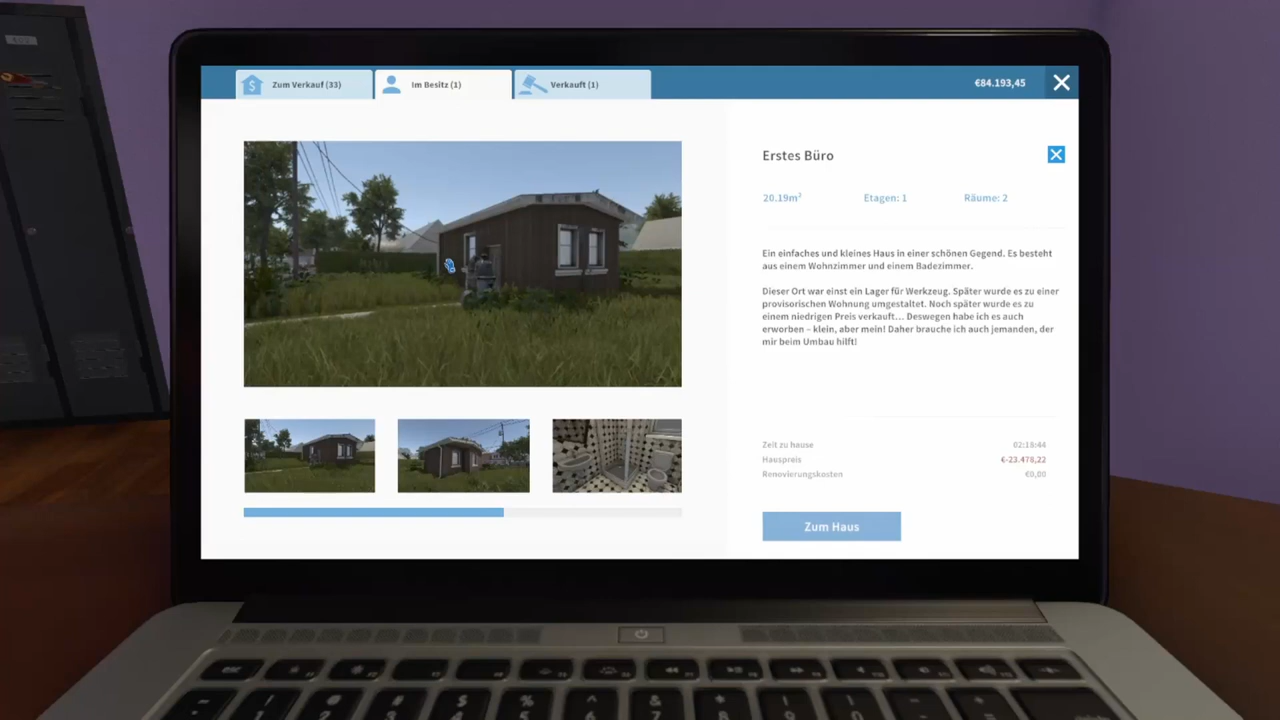 Zum Verkauf (33)
Im Besitz (1)
Verkauft (1)
€84.193,45
Erstes Büro
20.19m²
Etagen: 1
Räume: 2
Ein einfaches und kleines Haus in einer schönen Gegend. Es besteht
aus einem Wohnzimmer und einem Badezimmer.
Dieser Ort war einst ein Lager für Werkzeug. Später wurde es zu einer
provisorischen Wohnung umgestaltet. Noch später wurde es zu
einem niedrigen Preis verkauft... Deswegen habe ich es auch
erworben – klein, aber mein! Daher brauche ich auch jemanden, der
mir beim Umbau hilft!
Zeit zu hause
02:18:44
Hauspreis
€-23.478,22
Renovierungskosten
€0,00
Zum Haus